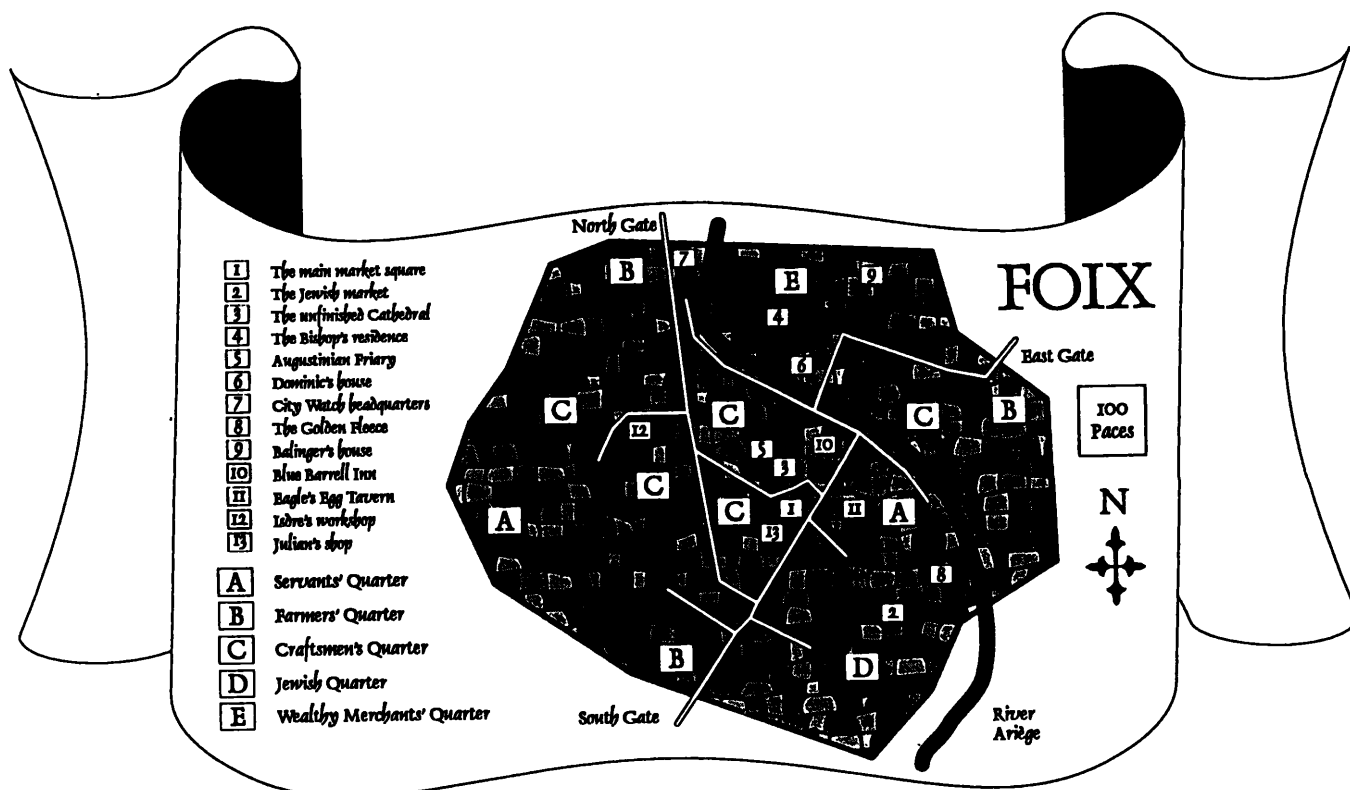 FOIX
North Gate
East Gate
South Gate
River
Ariège
100
Paces
N
1 The main market square
2 The Jewish market
3 The unfinished Cathedral
4 The Bishop's residence
5 Augustinian Priary
6 Dominic's house
7 City Watch headquarters
8 The Golden Fleece
9 Balinger's house
10 Blue Barrell Inn
11 Eagle's Egg Tavern
12 Isdre's workshop
13 Julian's shop
A Servants' Quarter
B Farmers' Quarter
C Craftsmen's Quarter
D Jewish Quarter
E Wealthy Merchants' Quarter
7
B
E
9
4
6
C
C
C
B
12
5
10
3
C
A
C
1
11
A
13
8
2
B
D